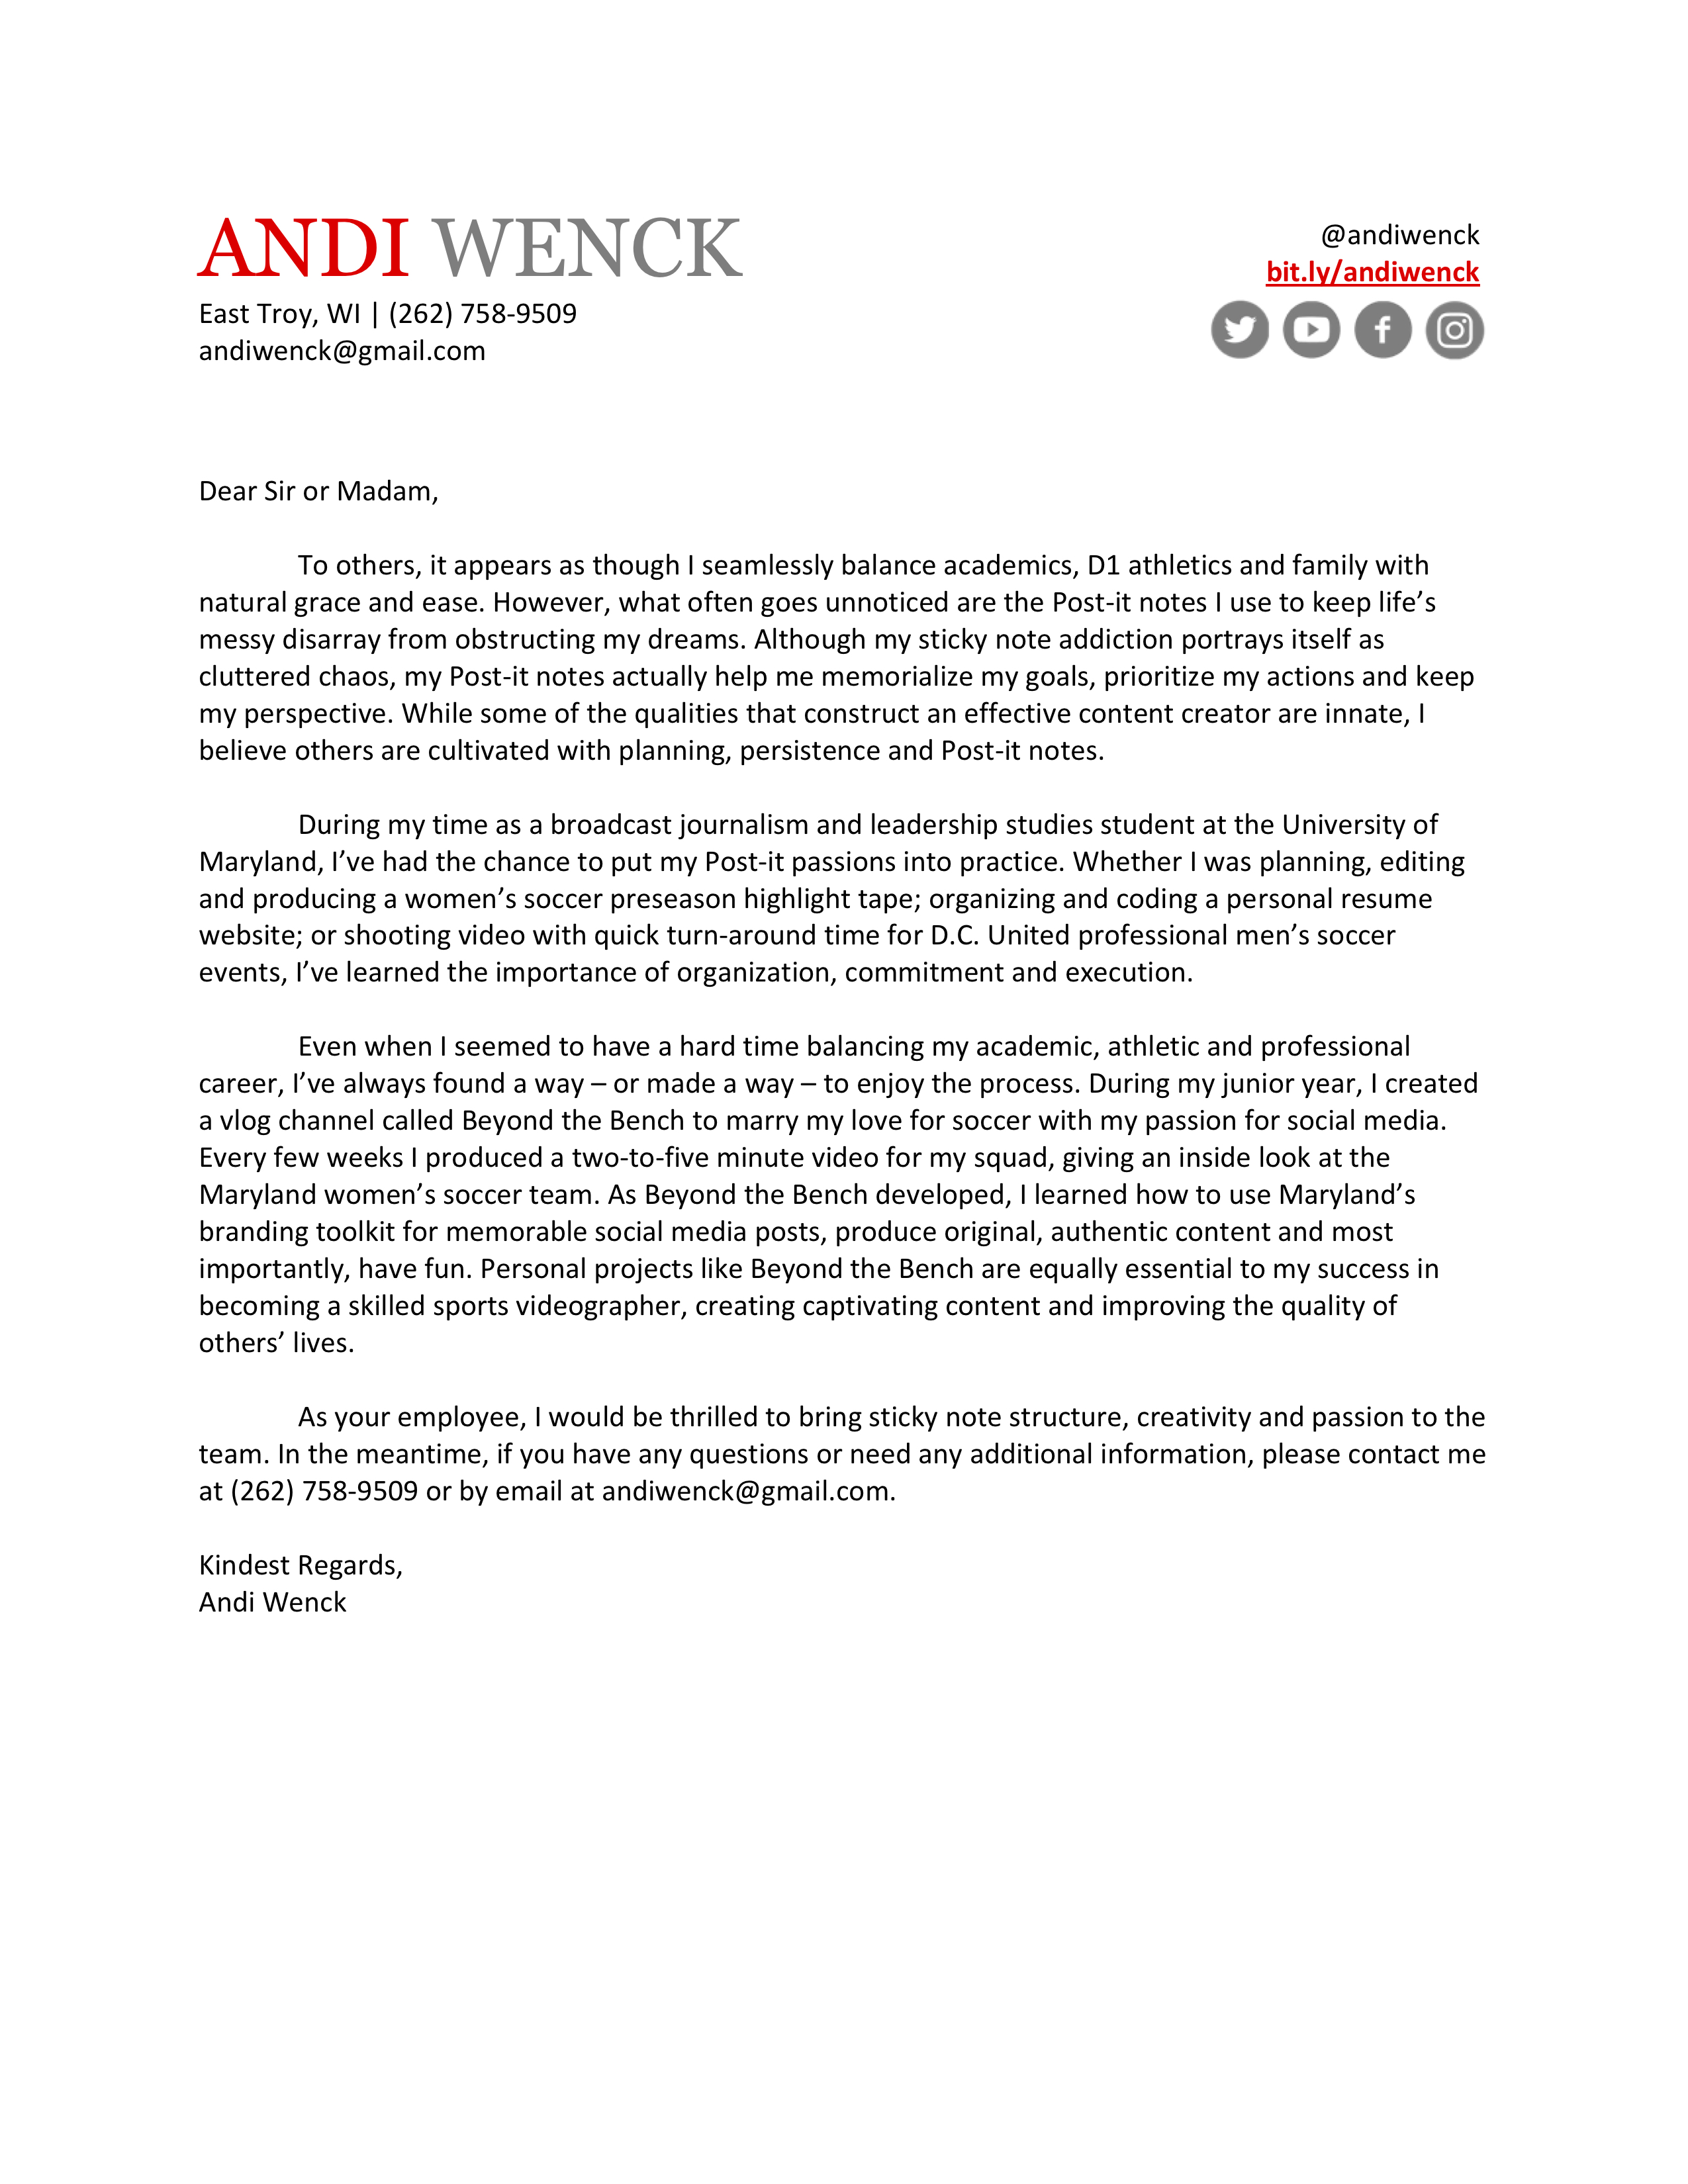 ANDI WENCK
East Troy, WI | (262) 758-9509
andiwenck@gmail.com
@andiwenck
bit.ly/andiwenck
Dear Sir or Madam,
To others, it appears as though I seamlessly balance academics, D1 athletics and family with
natural grace and ease. However, what often goes unnoticed are the Post-it notes I use to keep life’s
messy disarray from obstructing my dreams. Although my sticky note addiction portrays itself as
cluttered chaos, my Post-it notes actually help me memorialize my goals, prioritize my actions and keep
my perspective. While some of the qualities that construct an effective content creator are innate, I
believe others are cultivated with planning, persistence and Post-it notes.
During my time as a broadcast journalism and leadership studies student at the University of
Maryland, I’ve had the chance to put my Post-it passions into practice. Whether I was planning, editing
and producing a women’s soccer preseason highlight tape; organizing and coding a personal resume
website; or shooting video with quick turn-around time for D.C. United professional men’s soccer
events, I’ve learned the importance of organization, commitment and execution.
Even when I seemed to have a hard time balancing my academic, athletic and professional
career, I’ve always found a way – or made a way – to enjoy the process. During my junior year, I created
a vlog channel called Beyond the Bench to marry my love for soccer with my passion for social media.
Every few weeks I produced a two-to-five minute video for my squad, giving an inside look at the
Maryland women’s soccer team. As Beyond the Bench developed, I learned how to use Maryland’s
branding toolkit for memorable social media posts, produce original, authentic content and most
importantly, have fun. Personal projects like Beyond the Bench are equally essential to my success in
becoming a skilled sports videographer, creating captivating content and improving the quality of
others’ lives.
As your employee, I would be thrilled to bring sticky note structure, creativity and passion to the
team. In the meantime, if you have any questions or need any additional information, please contact me
at (262) 758-9509 or by email at andiwenck@gmail.com.
Kindest Regards,
Andi Wenck